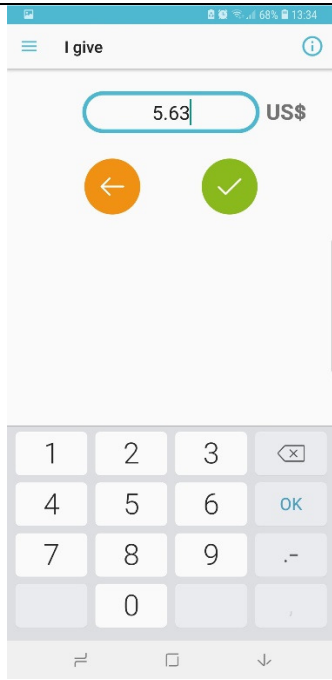 68% 13:34
I give
5.63 US$
1 2 3
4 5 6 OK
7 8 9 .-
0 ,